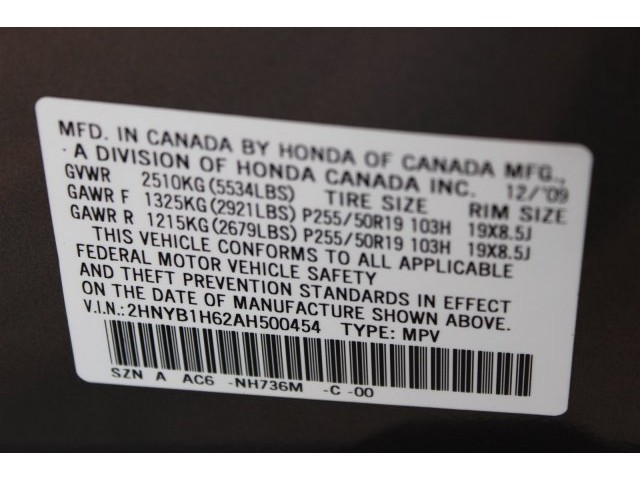 MFD. IN CANADA BY HONDA OF CANADA MFG.,
A DIVISION OF HONDA CANADA INC. 12/'09
GVWR 2510KG(5534LBS) TIRE SIZE RIM SIZE
GAWR F 1325KG(2921LBS) P255/50R19 103H 19X8.5J
GAWR R 1215KG(2679LBS) P255/50R19 103H 19X8.5J
THIS VEHICLE CONFORMS TO ALL APPLICABLE
FEDERAL MOTOR VEHICLE SAFETY
AND THEFT PREVENTION STANDARDS IN EFFECT
ON THE DATE OF MANUFACTURE SHOWN ABOVE.
V.I.N.:2HNYB1H62AH500454 TYPE: MPV
SZN A AC6 -NH736M -C -00